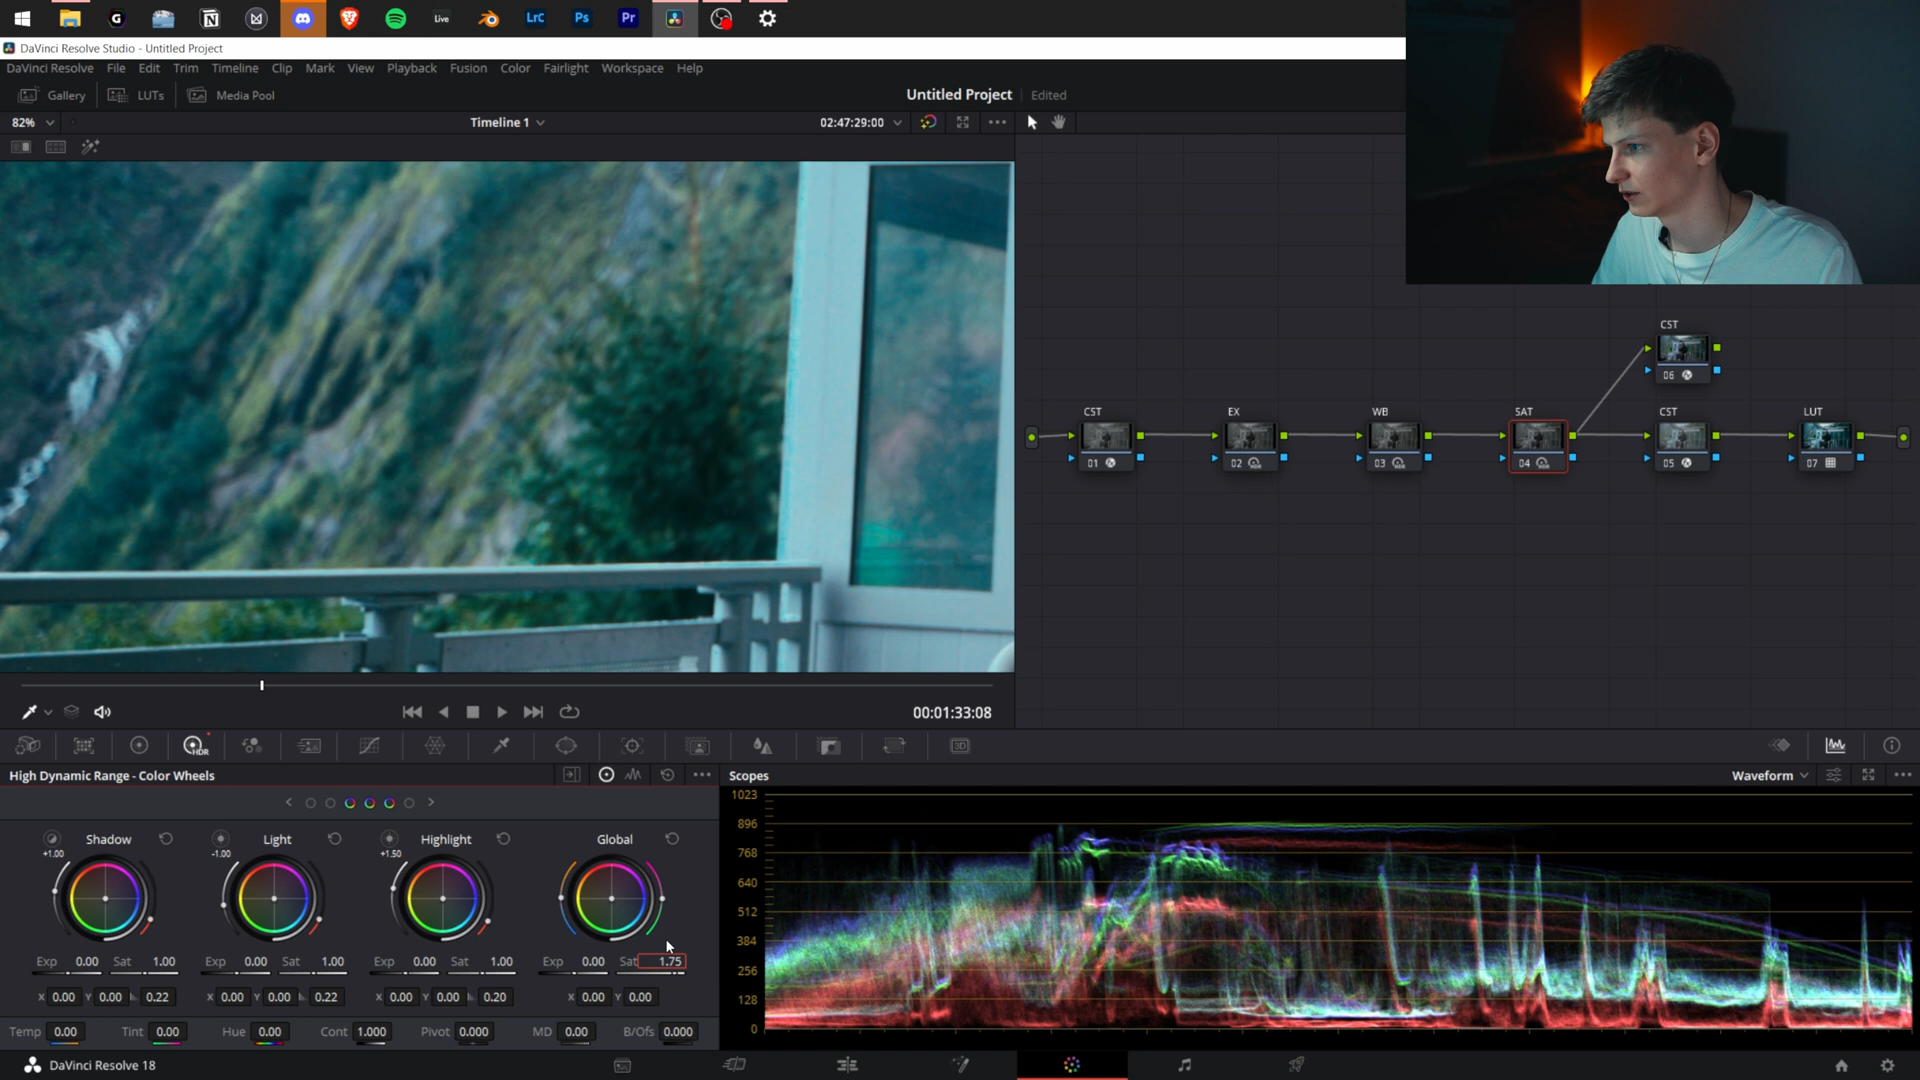 Live
LrC
Ps
Pr
DaVinci Resolve Studio - Untitled Project
DaVinci Resolve File Edit Trim Timeline Clip Mark View Playback Fusion Color Fairlight Workspace Help
Gallery LUTs Media Pool
Untitled Project Edited
82% Timeline 1 02:47:29:00
CST
06
CST EX WB SAT CST LUT
01 02 03 04 05 07
00:01:33:08
HDR
3D
High Dynamic Range - Color Wheels
Scopes
Waveform
Shadow Light Highlight Global
+1.00 -1.00 +1.50
Exp 0.00 Sat 1.00 Exp 0.00 Sat 1.00 Exp 0.00 Sat 1.00 Exp 0.00 Sat 1.75
X 0.00 Y 0.00 0.22 X 0.00 Y 0.00 0.22 X 0.00 Y 0.00 0.20 X 0.00 Y 0.00
Temp 0.00 Tint 0.00 Hue 0.00 Cont 1.000 Pivot 0.000 MD 0.00 B/Ofs 0.000
1023
896
768
640
512
384
256
128
0
DaVinci Resolve 18